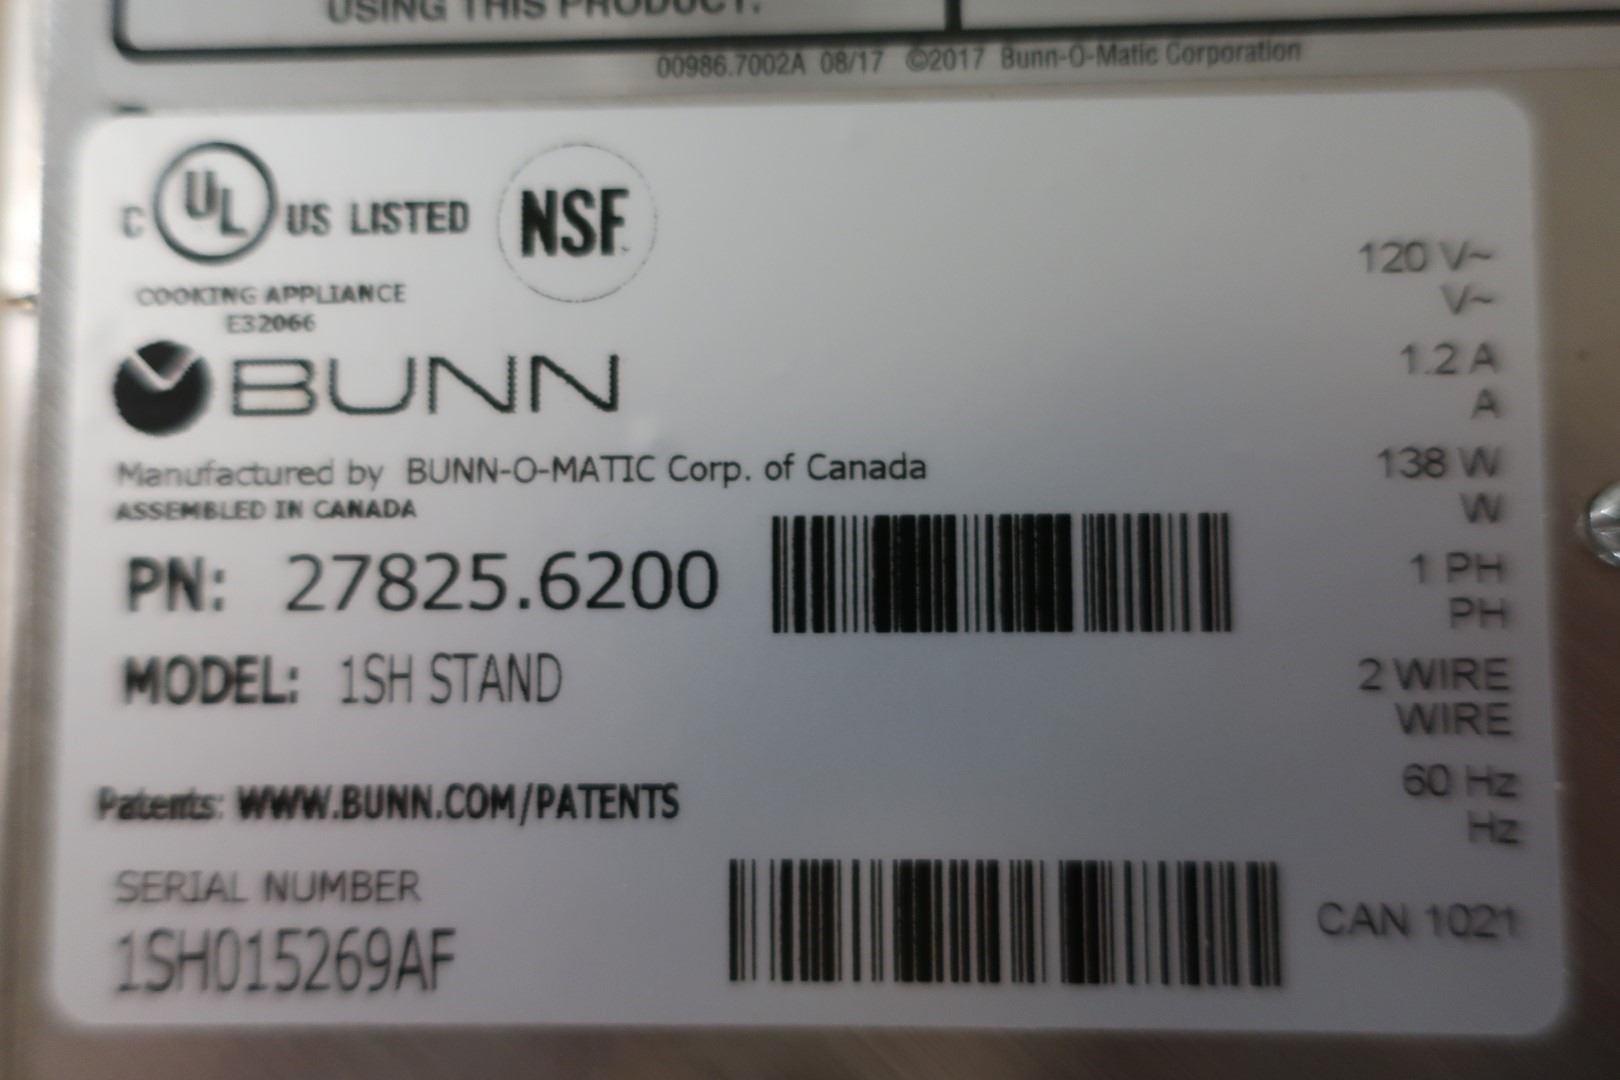 USING THIS PRODUCT.
00986.7002A 08/17 ©2017 Bunn-O-Matic Corporation
C UL US LISTED NSF
COOKING APPLIANCE
E32066
BUNN
Manufactured by BUNN-O-MATIC Corp. of Canada
ASSEMBLED IN CANADA
PN: 27825.6200
MODEL: 1SH STAND
Patents: WWW.BUNN.COM/PATENTS
SERIAL NUMBER
1SH015269AF
120 V~
V~
1.2 A
A
138 W
W
1 PH
PH
2 WIRE
WIRE
60 Hz
Hz
CAN 1021